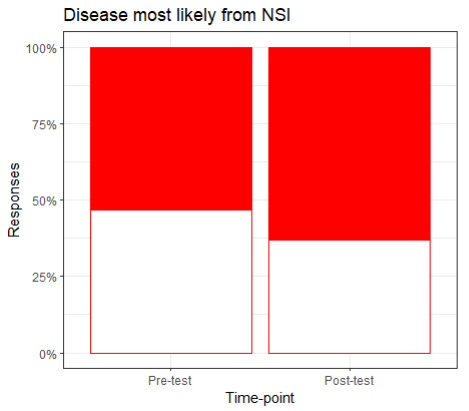 Disease most likely from NSI
100%
75%
50%
25%
0%
Responses
Pre-test Post-test
Time-point